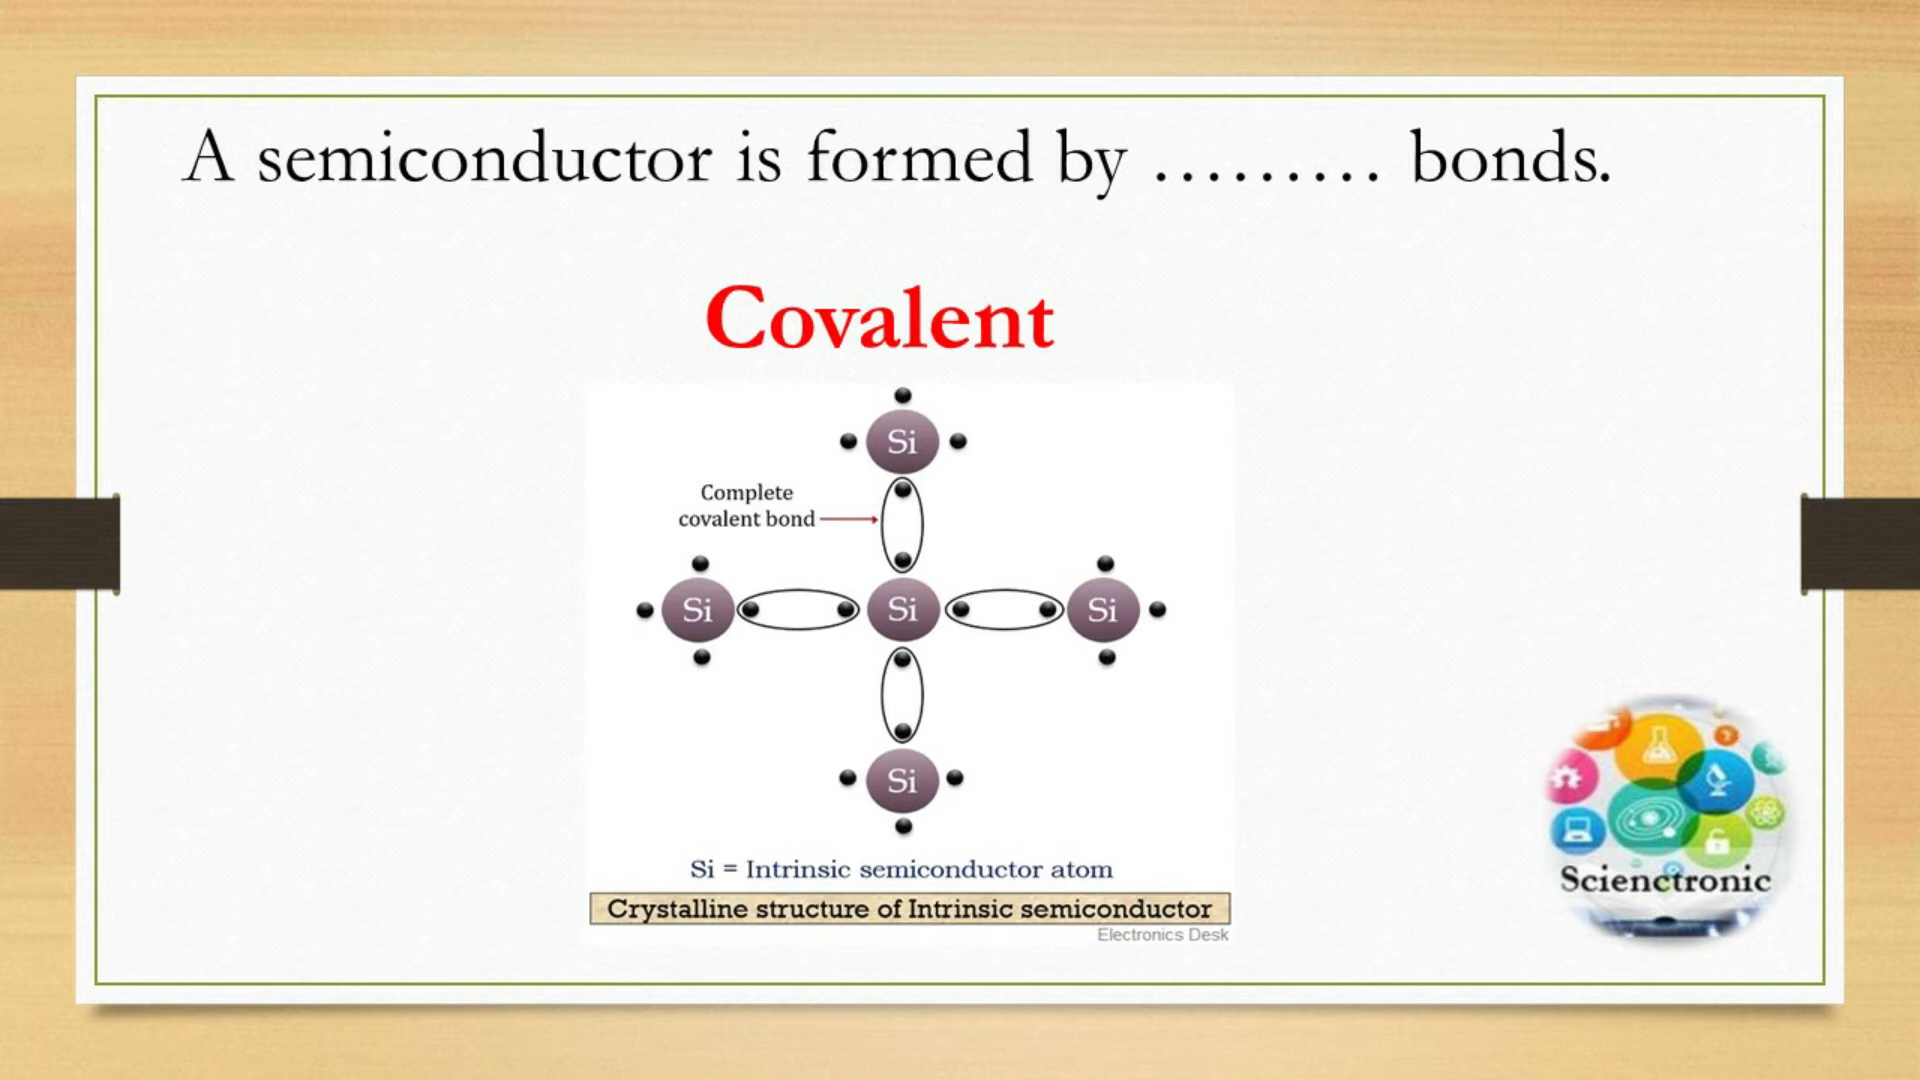 A semiconductor is formed by ......... bonds.
Covalent
Si
Complete
covalent bond
Si
Si
Si
Si
Si = Intrinsic semiconductor atom
Crystalline structure of Intrinsic semiconductor
Electronics Desk
Scienctronic